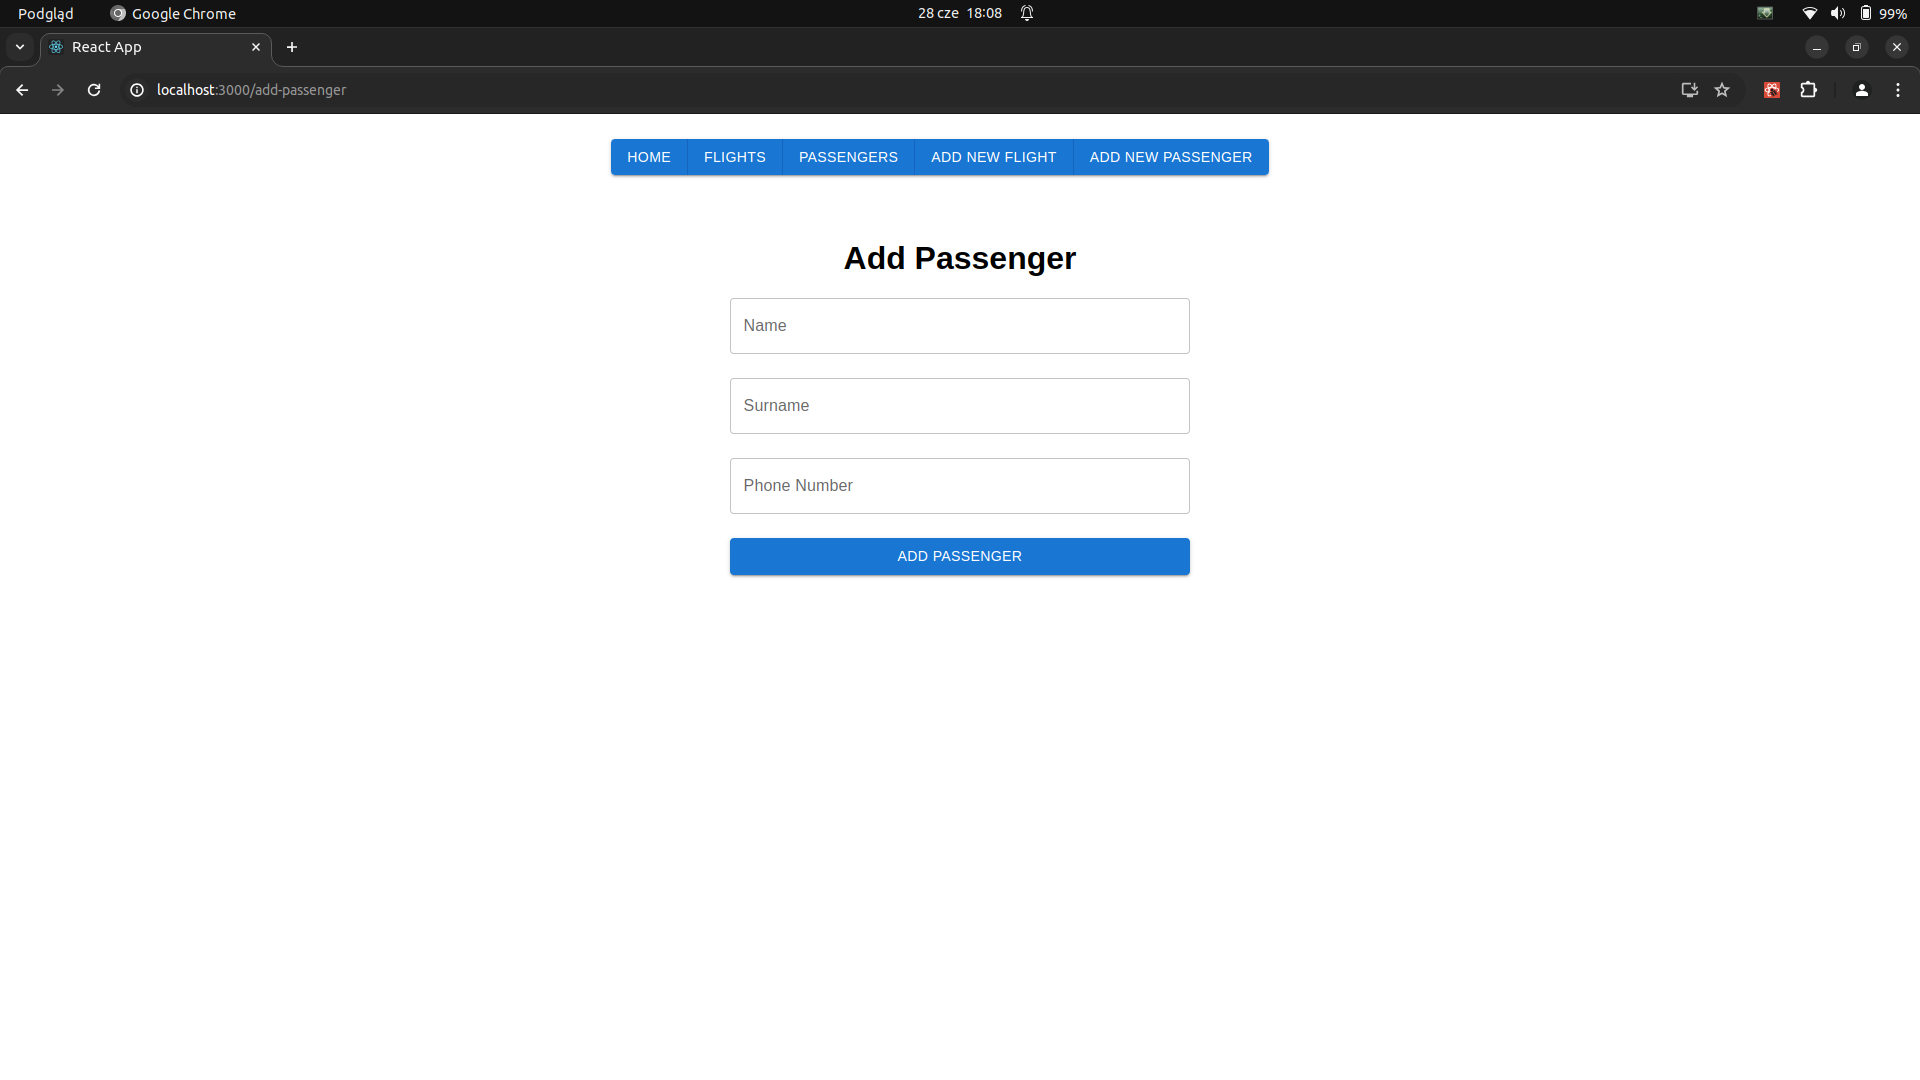 Podgląd Google Chrome 28 cze 18:08 99%
React App
localhost:3000/add-passenger
HOME FLIGHTS PASSENGERS ADD NEW FLIGHT ADD NEW PASSENGER
Add Passenger
Name
Surname
Phone Number
ADD PASSENGER